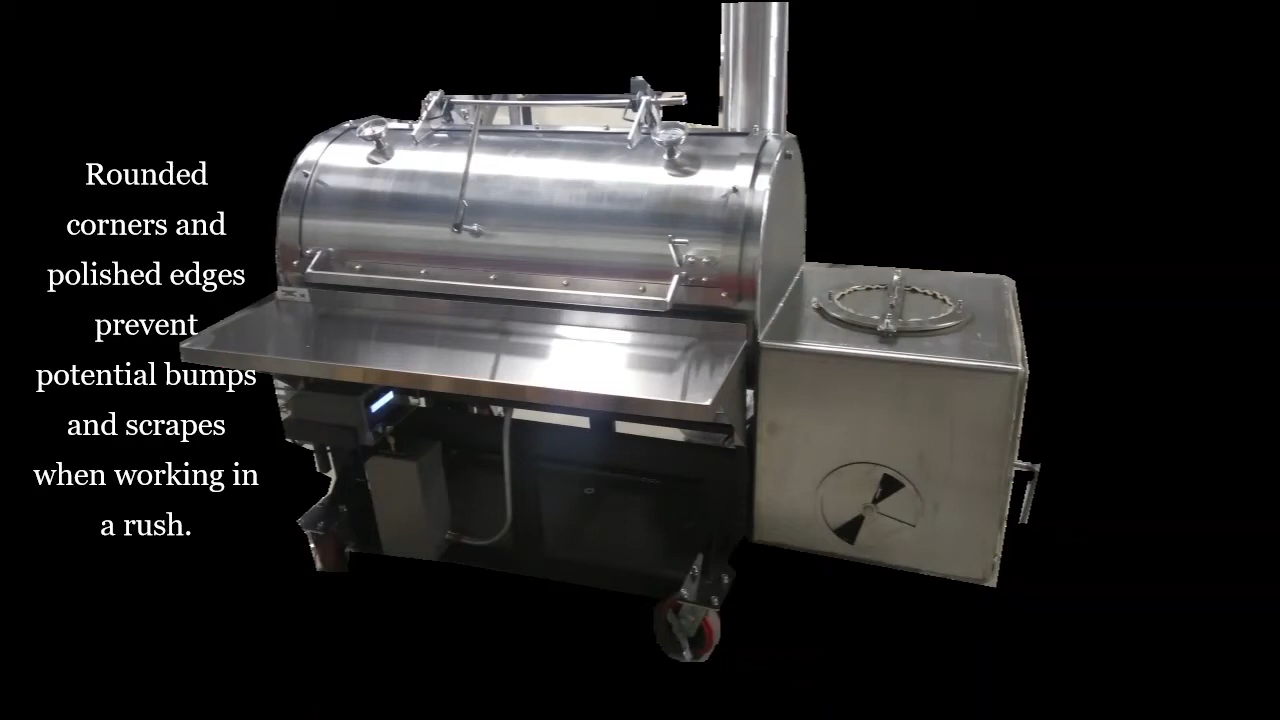 Rounded
corners and
polished edges
prevent
potential bumps
and scrapes
when working in
a rush.